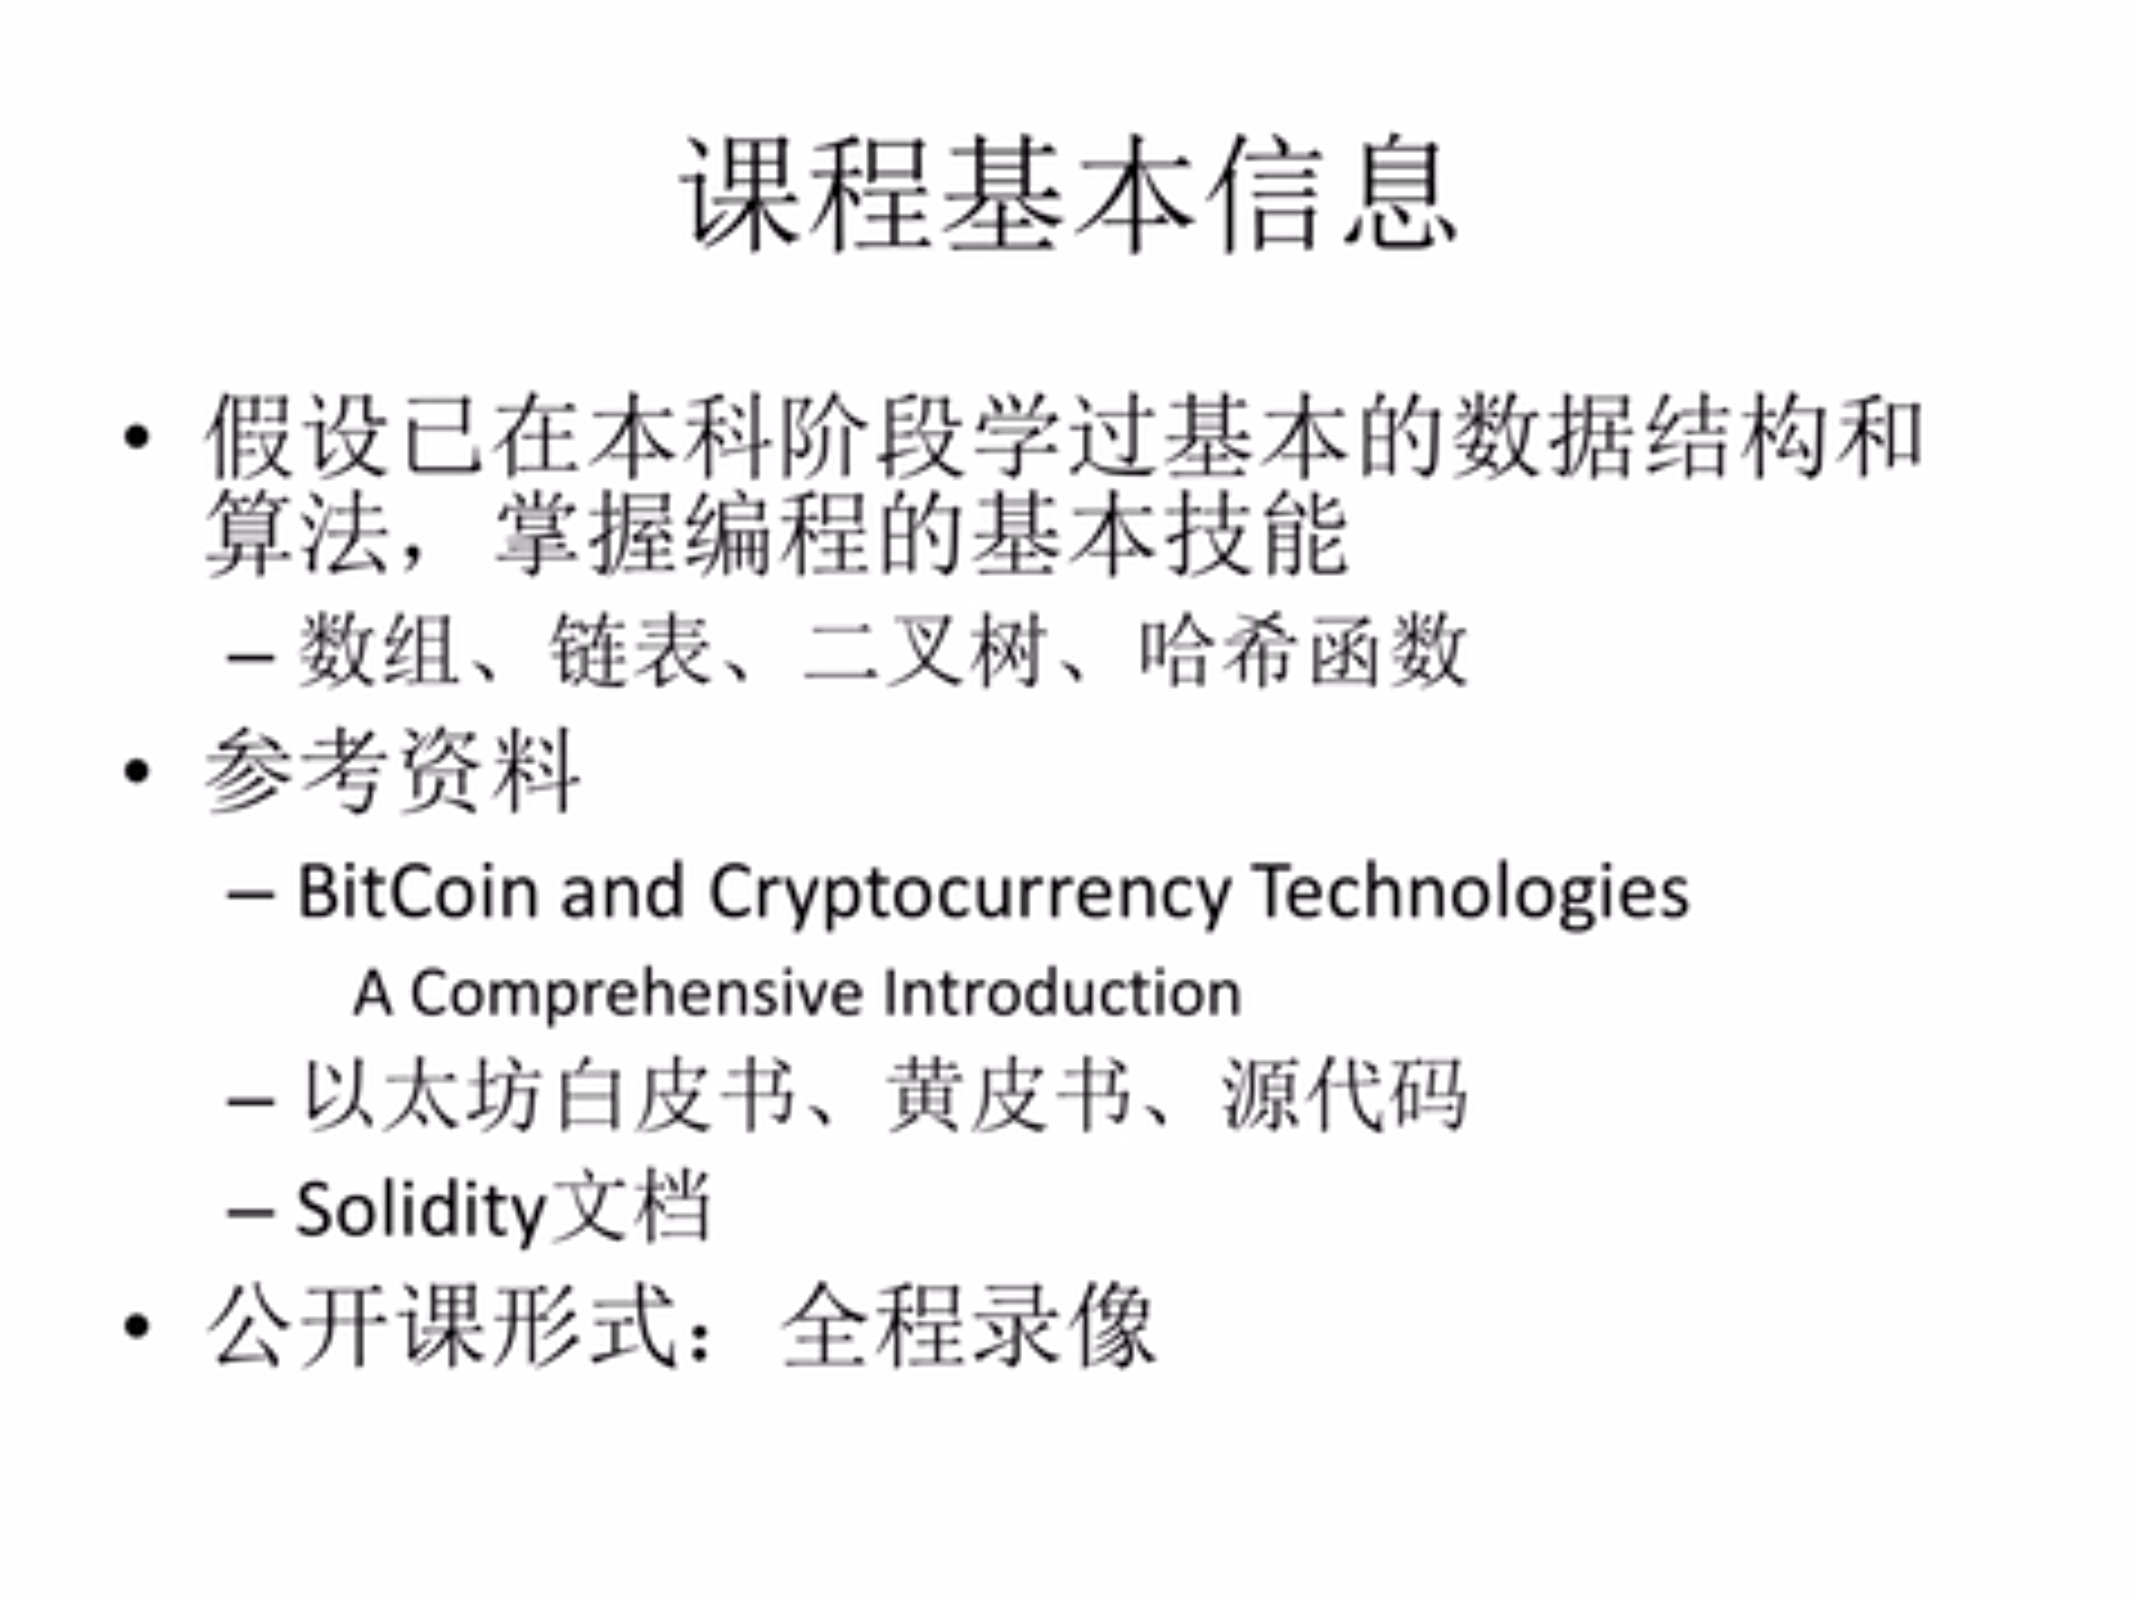 课程基本信息
• 假设已在本科阶段学过基本的数据结构和
算法，掌握编程的基本技能
– 数组、链表、二叉树、哈希函数
• 参考资料
– BitCoin and Cryptocurrency Technologies
A Comprehensive Introduction
– 以太坊白皮书、黄皮书、源代码
– Solidity文档
• 公开课形式：全程录像